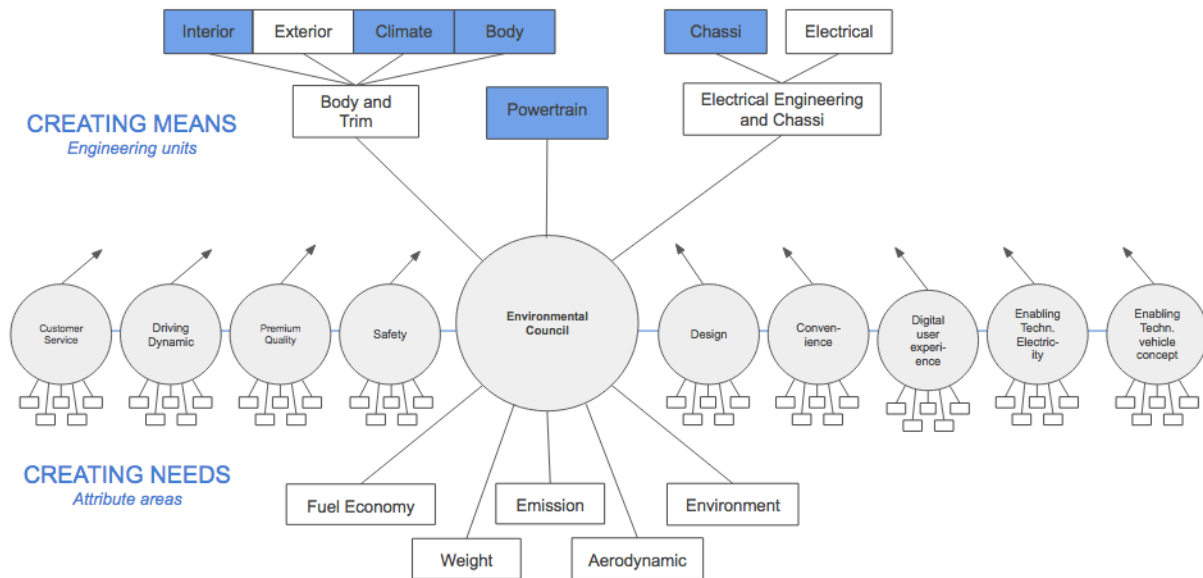 Interior
Exterior
Climate
Body
Chassi
Electrical
Body and
Trim
Powertrain
Electrical Engineering
and Chassi
CREATING MEANS
Engineering units
Customer
Service
Driving
Dynamic
Premium
Quality
Safety
Environmental
Council
Design
Conven-
ience
Digital
user
experi-
ence
Enabling
Techn.
Electric-
ity
Enabling
Techn.
vehicle
concept
CREATING NEEDS
Attribute areas
Fuel Economy
Emission
Environment
Weight
Aerodynamic